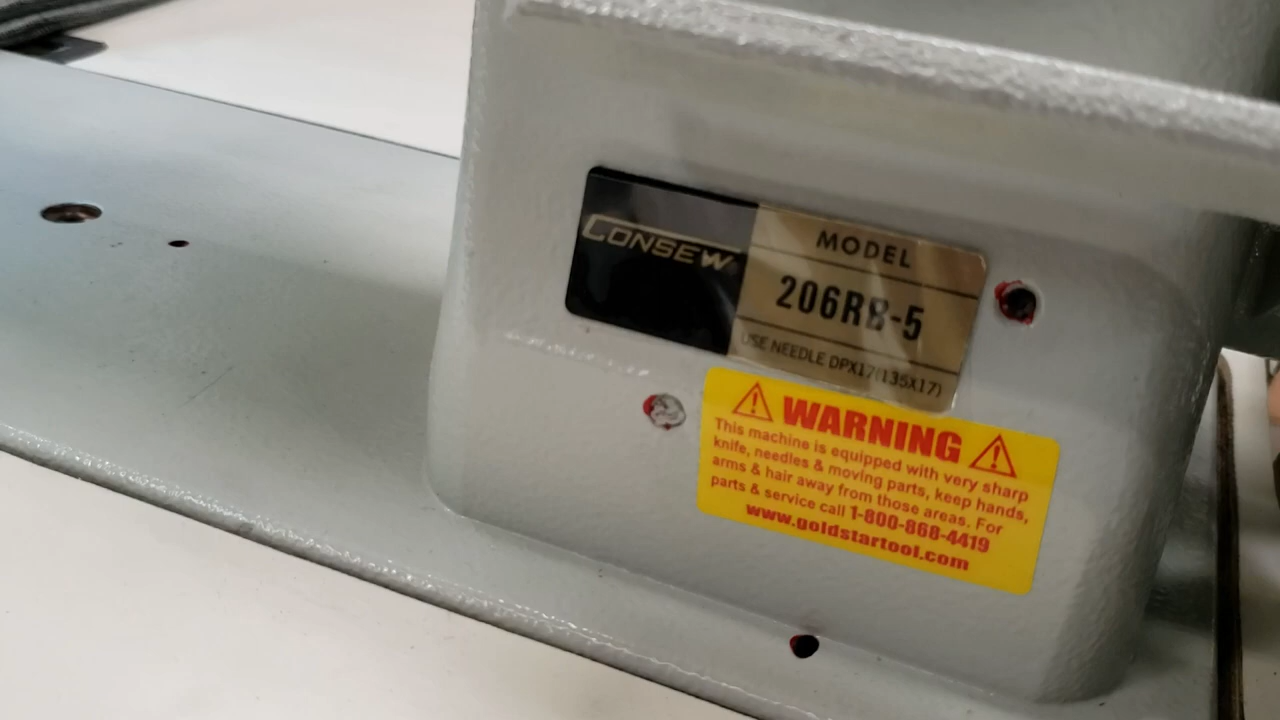 CONSEW
MODEL
206RB-5
USE NEEDLE DPX17(135X17)
WARNING
This machine is equipped with very sharp
knife, needles & moving parts, keep hands,
arms & hair away from those areas. For
parts & service call 1-800-868-4419
www.goldstartool.com